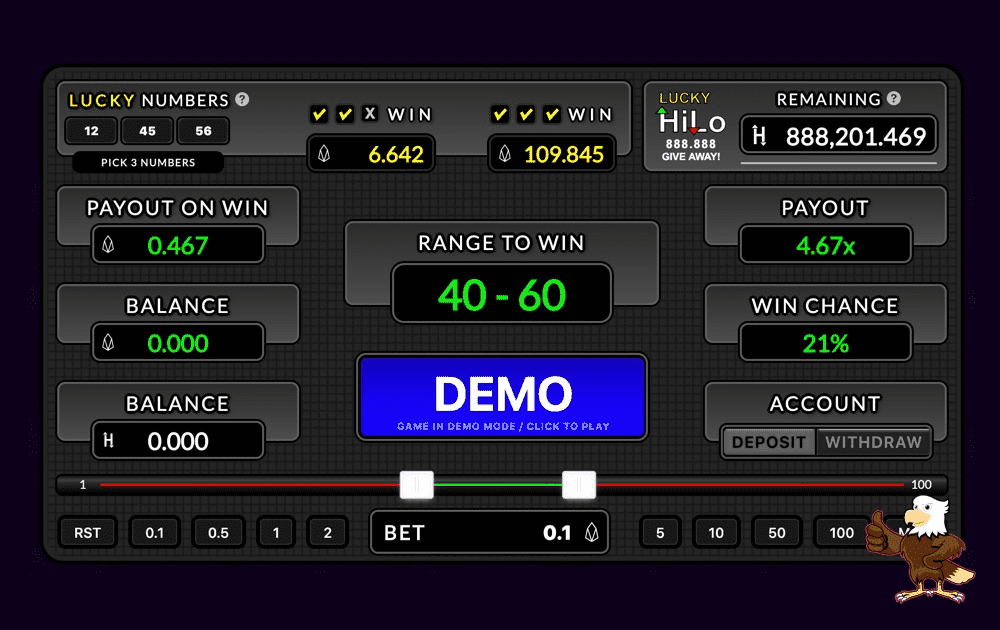 LUCKY NUMBERS ?
12 45 56
PICK 3 NUMBERS
X WIN
6.642
WIN
109.845
LUCKY
HiLo
888.888
GIVE AWAY!
REMAINING ?
888,201.469
PAYOUT ON WIN
0.467
RANGE TO WIN
40 - 60
PAYOUT
4.67x
BALANCE
0.000
WIN CHANCE
21%
DEMO
GAME IN DEMO MODE / CLICK TO PLAY
BALANCE
0.000
ACCOUNT
DEPOSIT WITHDRAW
1 100
RST 0.1 0.5 1 2 BET 0.1 5 10 50 100